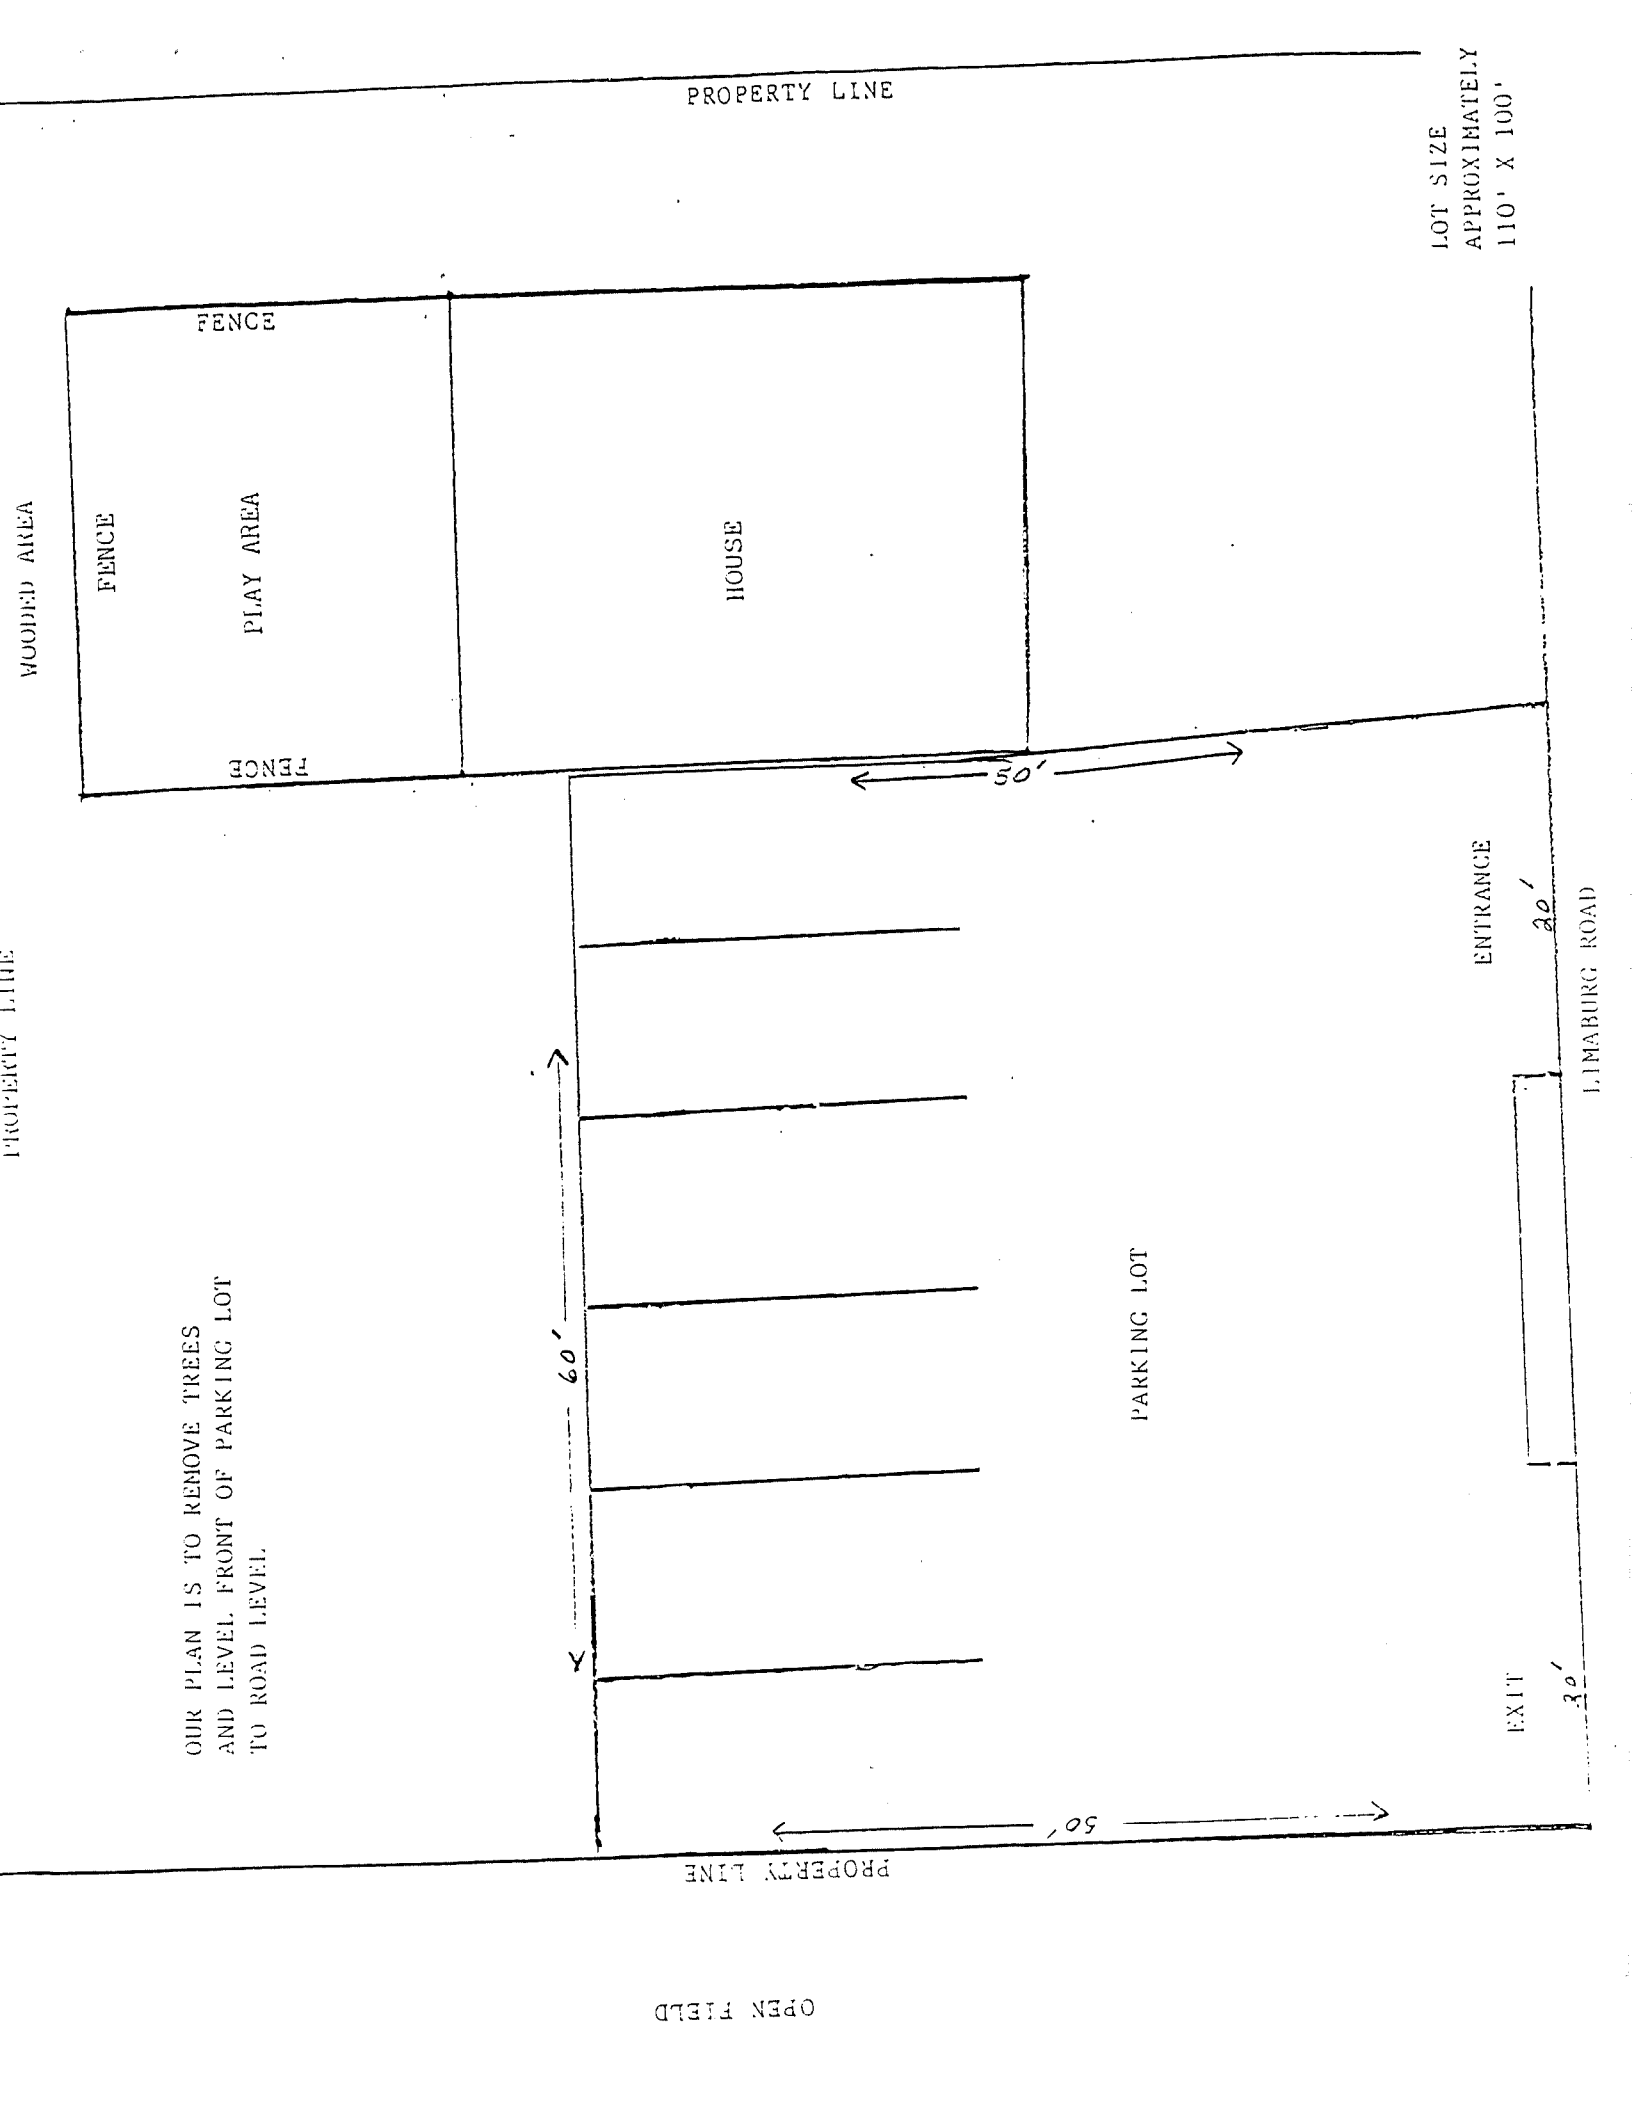 PROPERTY LINE
WOODED AREA
FENCE
PLAY AREA
FENCE
FENCE
HOUSE
PROPERTY LINE
LOT SIZE
APPROXIMATELY
110' X 100'
OUR PLAN IS TO REMOVE TREES
AND LEVEL FRONT OF PARKING LOT
TO ROAD LEVEL
60'
50'
PARKING LOT
ENTRANCE
20'
EXIT
30'
LIMABURG ROAD
50'
PROPERTY LINE
OPEN FIELD